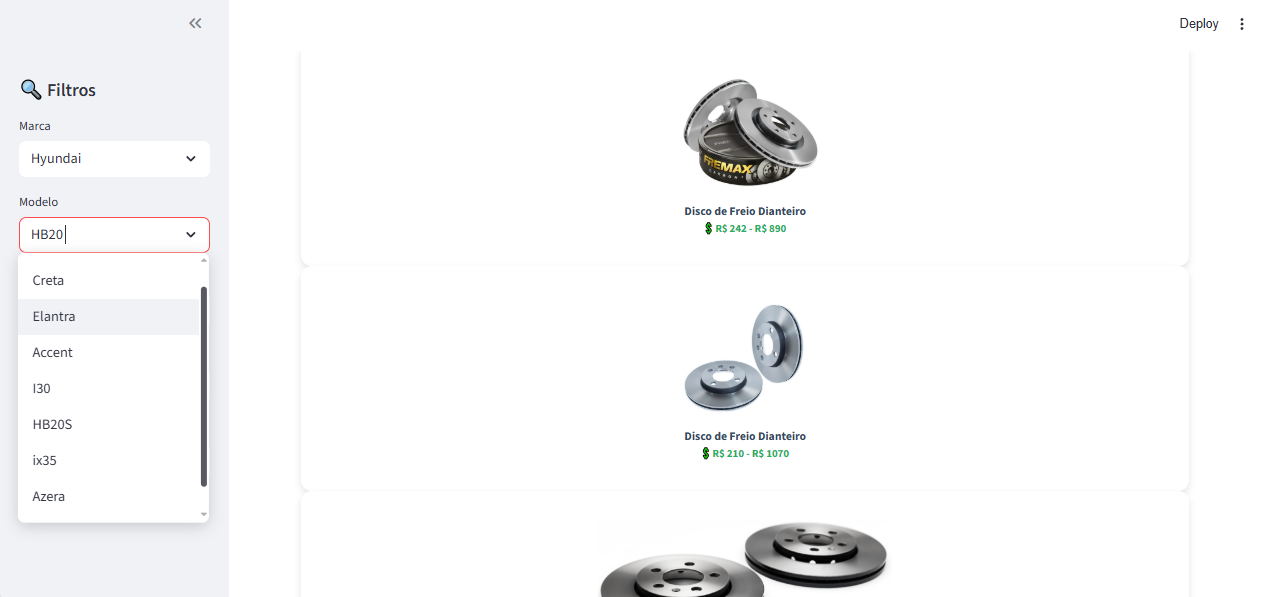 Deploy
Filtros
Marca
Hyundai
Modelo
HB20
Creta
Elantra
Accent
I30
HB20S
ix35
Azera
FREMAX
Disco de Freio Dianteiro
R$ 242 - R$ 890
Disco de Freio Dianteiro
R$ 210 - R$ 1070